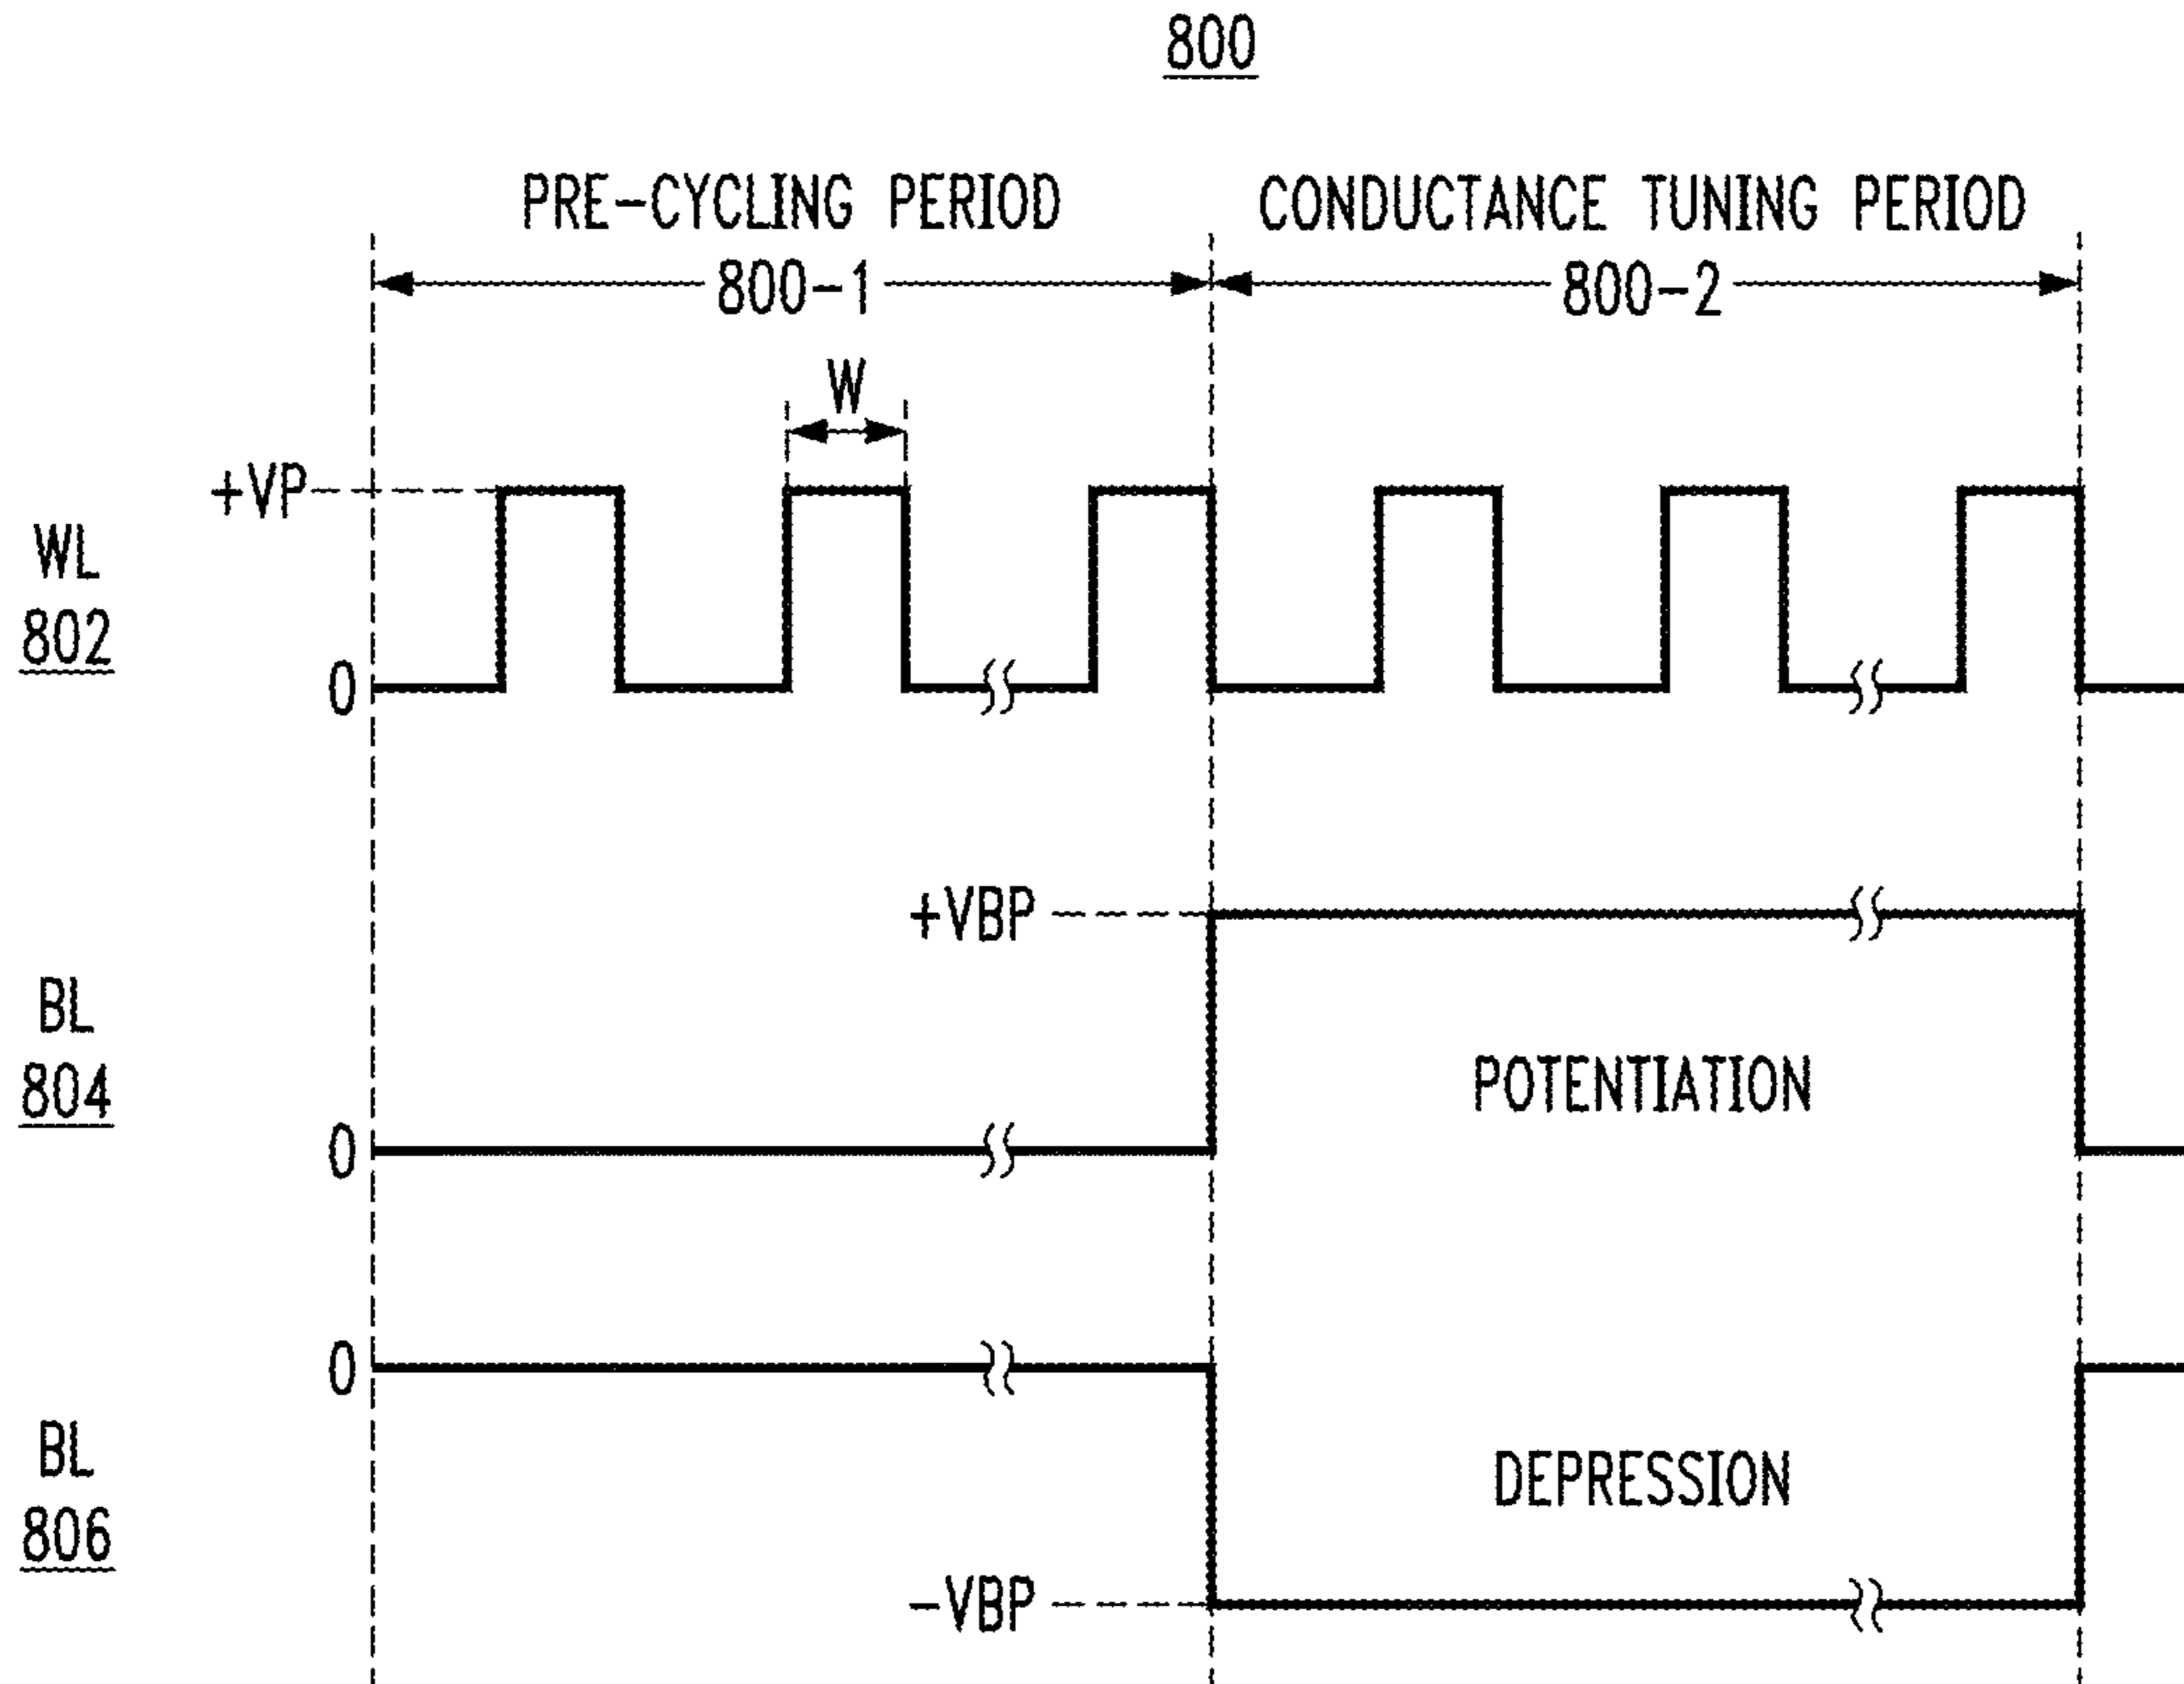 800
PRE-CYCLING PERIOD
CONDUCTANCE TUNING PERIOD
800-1
800-2
W
+VP
WL
802
0
+VBP
BL
804
POTENTIATION
0
0
BL
806
DEPRESSION
-VBP